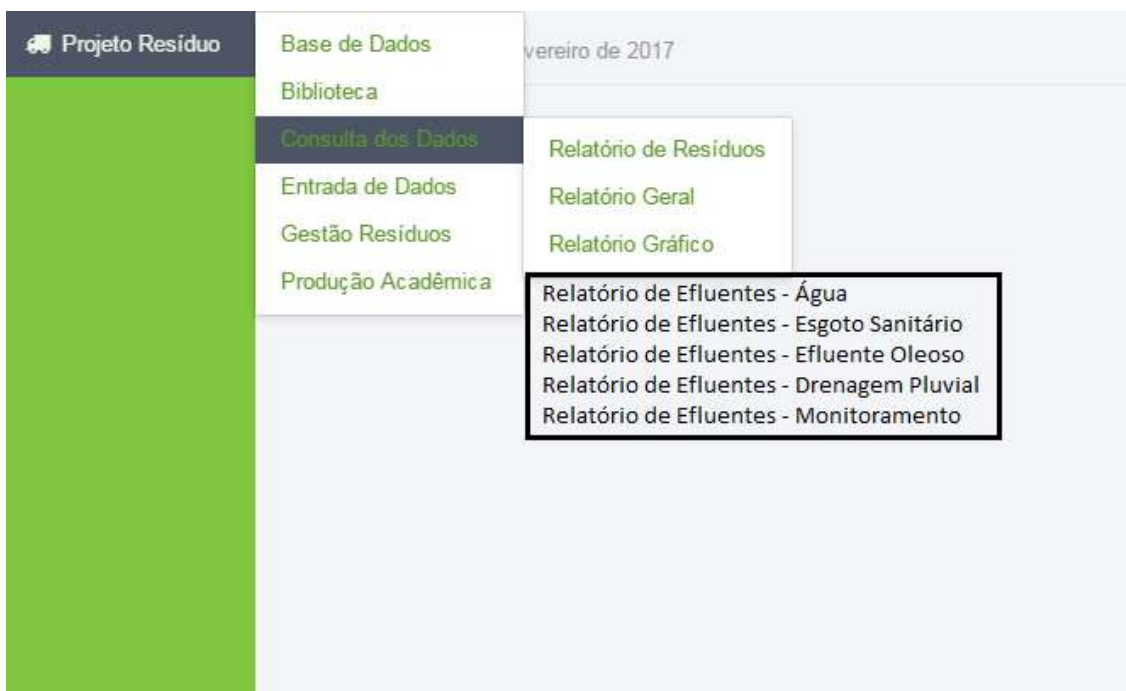 Projeto Resíduo
Base de Dados
Biblioteca
Consulta dos Dados
Entrada de Dados
Gestão Resíduos
Produção Acadêmica
vereiro de 2017
Relatório de Resíduos
Relatório Geral
Relatório Gráfico
Relatório de Efluentes - Água
Relatório de Efluentes - Esgoto Sanitário
Relatório de Efluentes - Efluente Oleoso
Relatório de Efluentes - Drenagem Pluvial
Relatório de Efluentes - Monitoramento